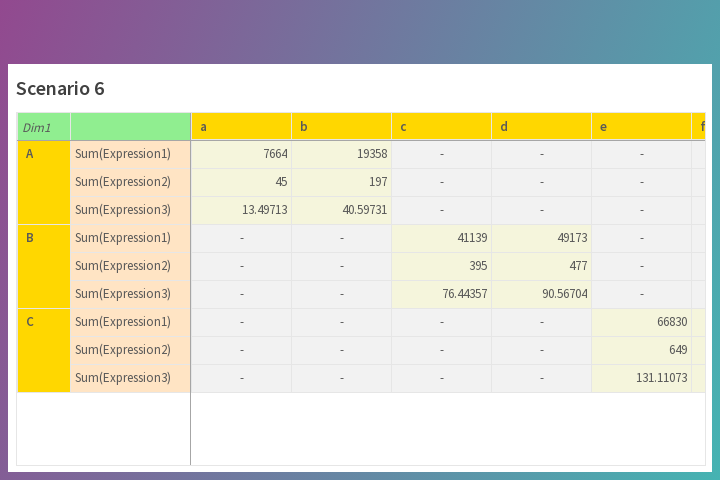 Scenario 6
Dim1 a b c d e f
A Sum(Expression1) 7664 19358 - - -
Sum(Expression2) 45 197 - - -
Sum(Expression3) 13.49713 40.59731 - - -
B Sum(Expression1) - - 41139 49173 -
Sum(Expression2) - - 395 477 -
Sum(Expression3) - - 76.44357 90.56704 -
C Sum(Expression1) - - - - 66830
Sum(Expression2) - - - - 649
Sum(Expression3) - - - - 131.11073